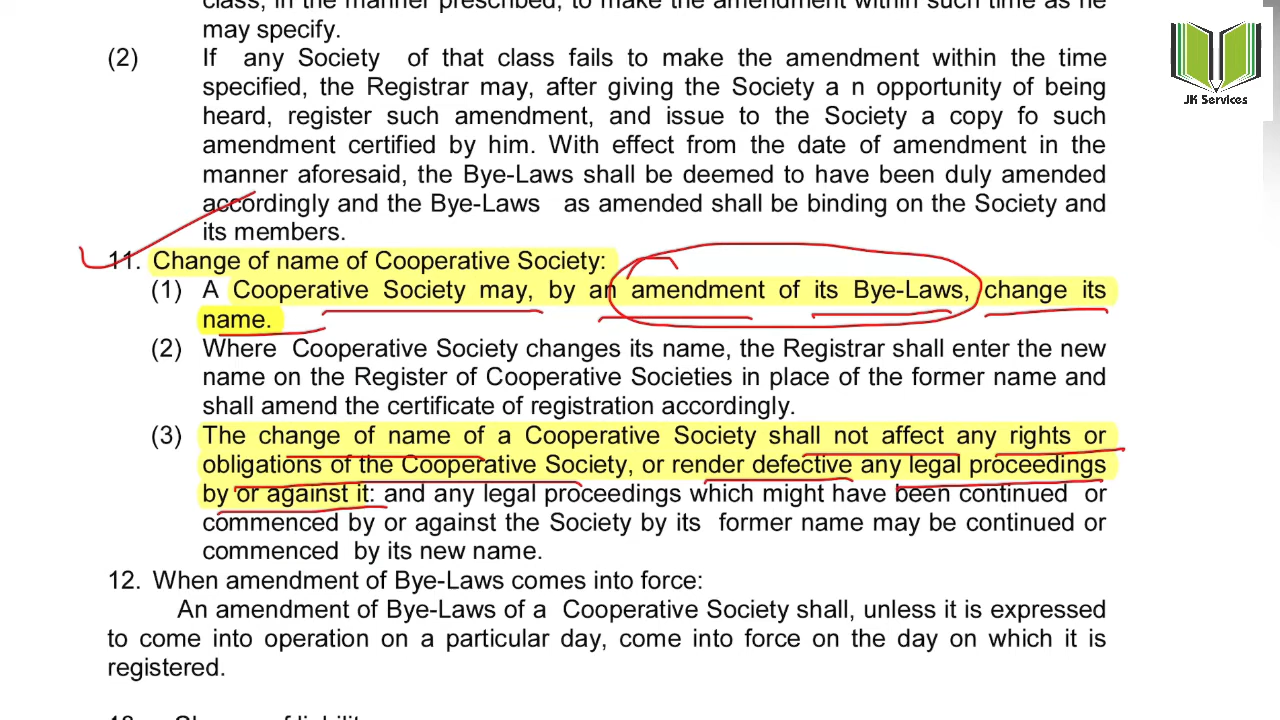 class, in the manner prescribed, to make the amendment within such time as he
may specify.
(2) If any Society of that class fails to make the amendment within the time
specified, the Registrar may, after giving the Society a n opportunity of being
heard, register such amendment, and issue to the Society a copy fo such
amendment certified by him. With effect from the date of amendment in the
manner aforesaid, the Bye-Laws shall be deemed to have been duly amended
accordingly and the Bye-Laws as amended shall be binding on the Society and
its members.
11. Change of name of Cooperative Society:
(1) A Cooperative Society may, by an amendment of its Bye-Laws, change its
name.
(2) Where Cooperative Society changes its name, the Registrar shall enter the new
name on the Register of Cooperative Societies in place of the former name and
shall amend the certificate of registration accordingly.
(3) The change of name of a Cooperative Society shall not affect any rights or
obligations of the Cooperative Society, or render defective any legal proceedings
by or against it: and any legal proceedings which might have been continued or
commenced by or against the Society by its former name may be continued or
commenced by its new name.
12. When amendment of Bye-Laws comes into force:
An amendment of Bye-Laws of a Cooperative Society shall, unless it is expressed
to come into operation on a particular day, come into force on the day on which it is
registered.
JK Services